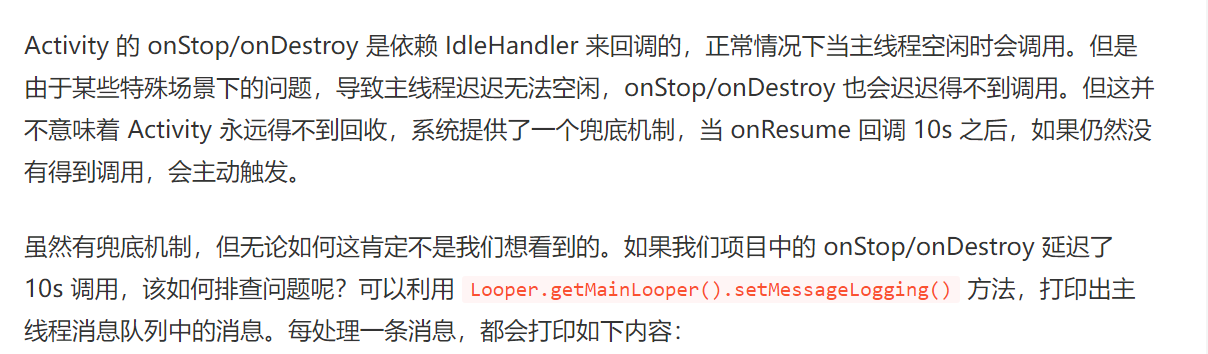 Activity 的 onStop/onDestroy 是依赖 IdleHandler 来回调的，正常情况下当主线程空闲时会调用。但是
由于某些特殊场景下的问题，导致主线程迟迟无法空闲，onStop/onDestroy 也会迟迟得不到调用。但这并
不意味着 Activity 永远得不到回收，系统提供了一个兜底机制，当 onResume 回调 10s 之后，如果仍然没
有得到调用，会主动触发。
虽然有兜底机制，但无论如何这肯定不是我们想看到的。如果我们项目中的 onStop/onDestroy 延迟了
10s 调用，该如何排查问题呢？可以利用 Looper.getMainLooper().setMessageLogging() 方法，打印出主
线程消息队列中的消息。每处理一条消息，都会打印如下内容：